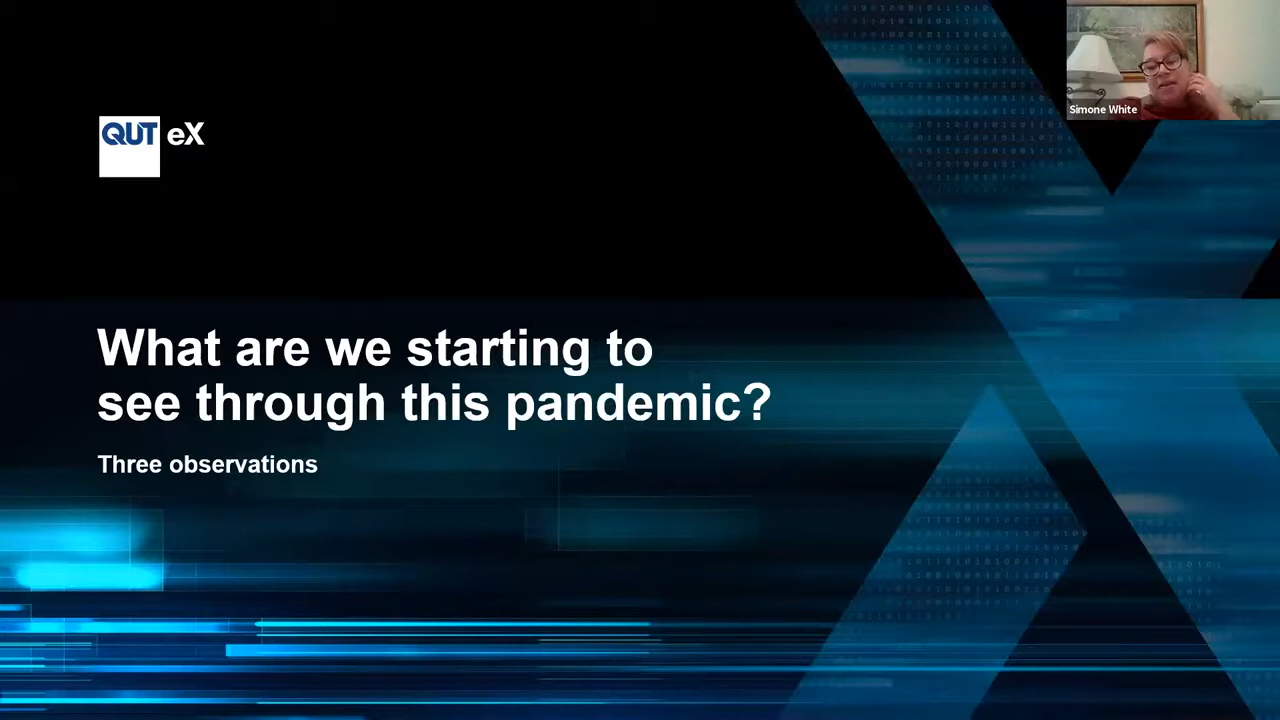 Simone White
QUT eX
What are we starting to
see through this pandemic?
Three observations